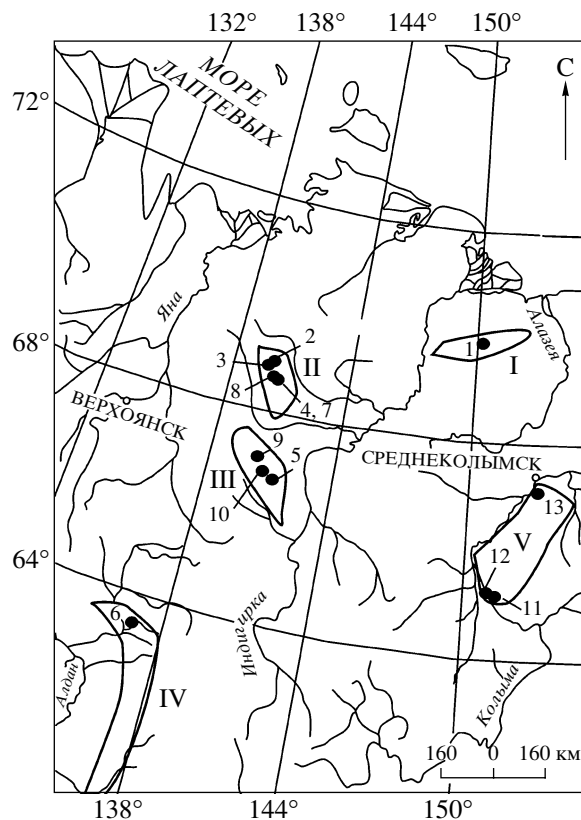 132° 138° 144° 150°
МОРЕ
ЛАПТЕВЫХ
С
72°
Яна
Алазея
1
I
68°
2
3
II
8
4, 7
ВЕРХОЯНСК
9
СРЕДНЕКОЛЫМСК
III
5
10
13
V
12
11
64°
6
Индигирка
Алдан
IV
Колыма
160 0 160 км
138° 144° 150°